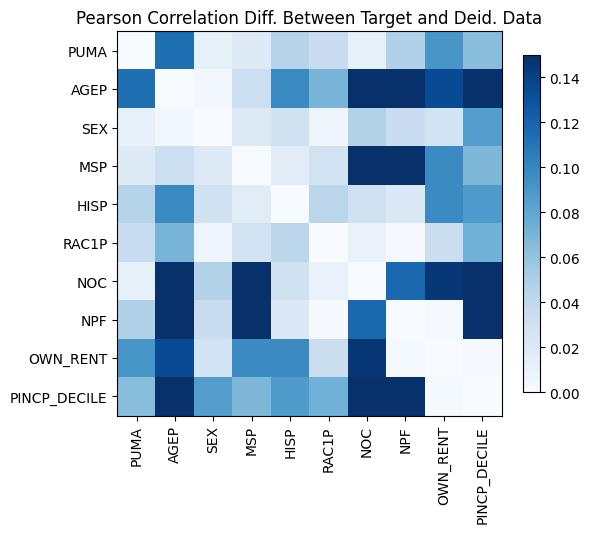 Pearson Correlation Diff. Between Target and Deid. Data
PUMA
AGEP
SEX
MSP
HISP
RAC1P
NOC
NPF
OWN_RENT
PINCP_DECILE
PUMA
AGEP
SEX
MSP
HISP
RAC1P
NOC
NPF
OWN_RENT
PINCP_DECILE
0.14
0.12
0.10
0.08
0.06
0.04
0.02
0.00